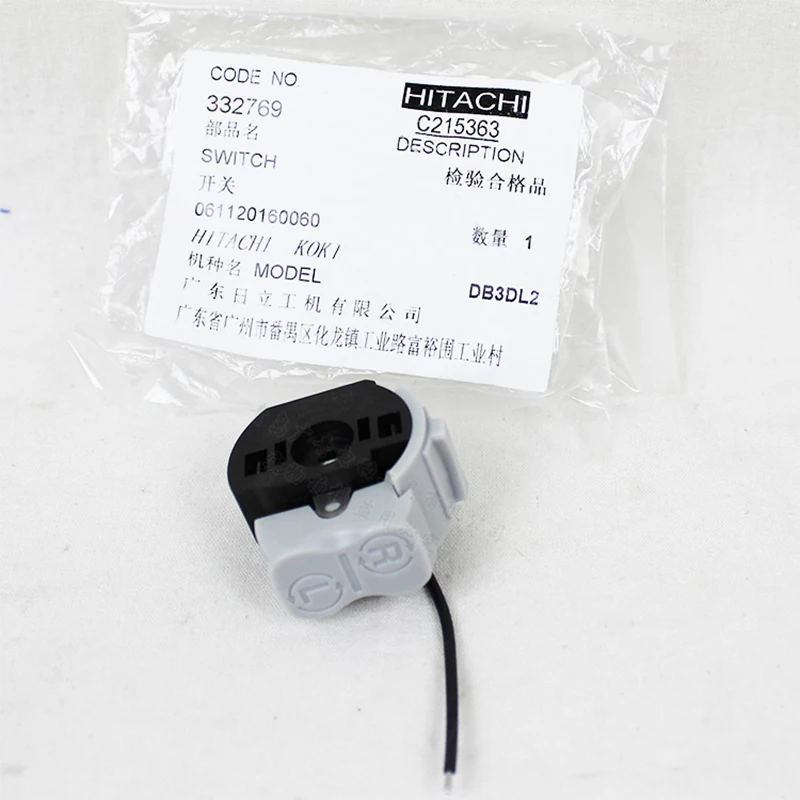 CODE NO.
HITACHI
332769
C215363
部品名
DESCRIPTION
SWITCH
检验合格品
开关
061120160060
数量 1
HITACHI KOKI
机种名 MODEL
DB3DL2
广东日立工机有限公司
广东省广州市番禺区化龙镇工业路富裕围工业村
R
L